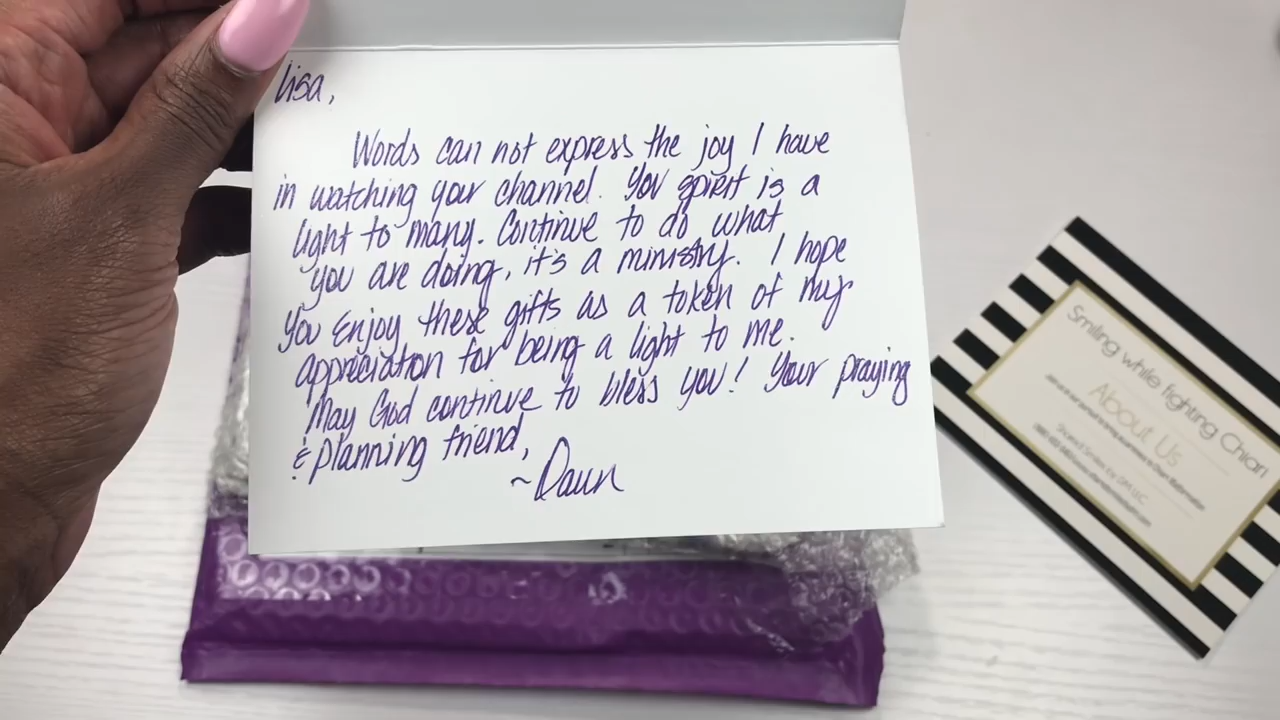 Lisa,
Words can not express the joy I have
in watching your channel. You spirit is a
light to many. Continue to do what
you are doing, it's a ministry. I hope
you enjoy these gifts as a token of my
appreciation for being a light to me.
May God continue to bless you! Your praying
& planning friend,
~Daun
Smiling while fighting Chiari
About Us